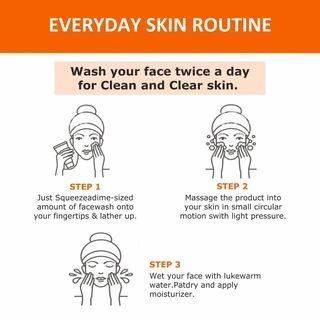 EVERYDAY SKIN ROUTINE
Wash your face twice a day
for Clean and Clear skin.
STEP 1
Just Squeezeadime-sized
amount of facewash onto
your fingertips & lather up.
STEP 2
Massage the product into
your skin in small circular
motion swith light pressure.
STEP 3
Wet your face with lukewarm
water.Patdry and apply
moisturizer.